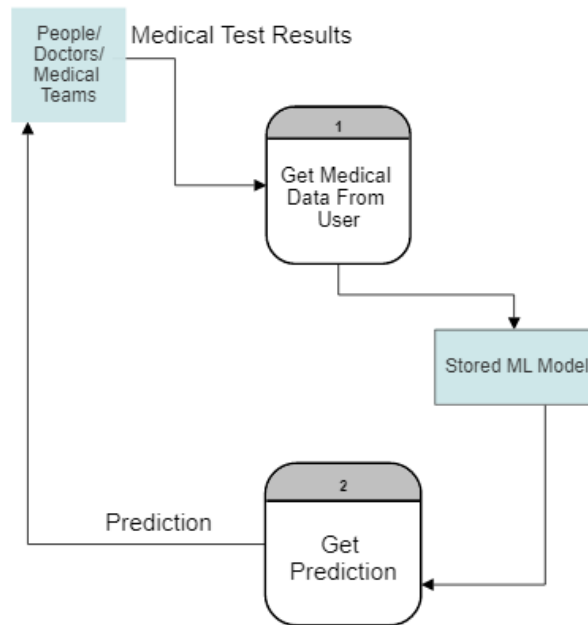 People/
Doctors/
Medical
Teams
Medical Test Results
1
Get Medical
Data From
User
Stored ML Model
2
Get
Prediction
Prediction